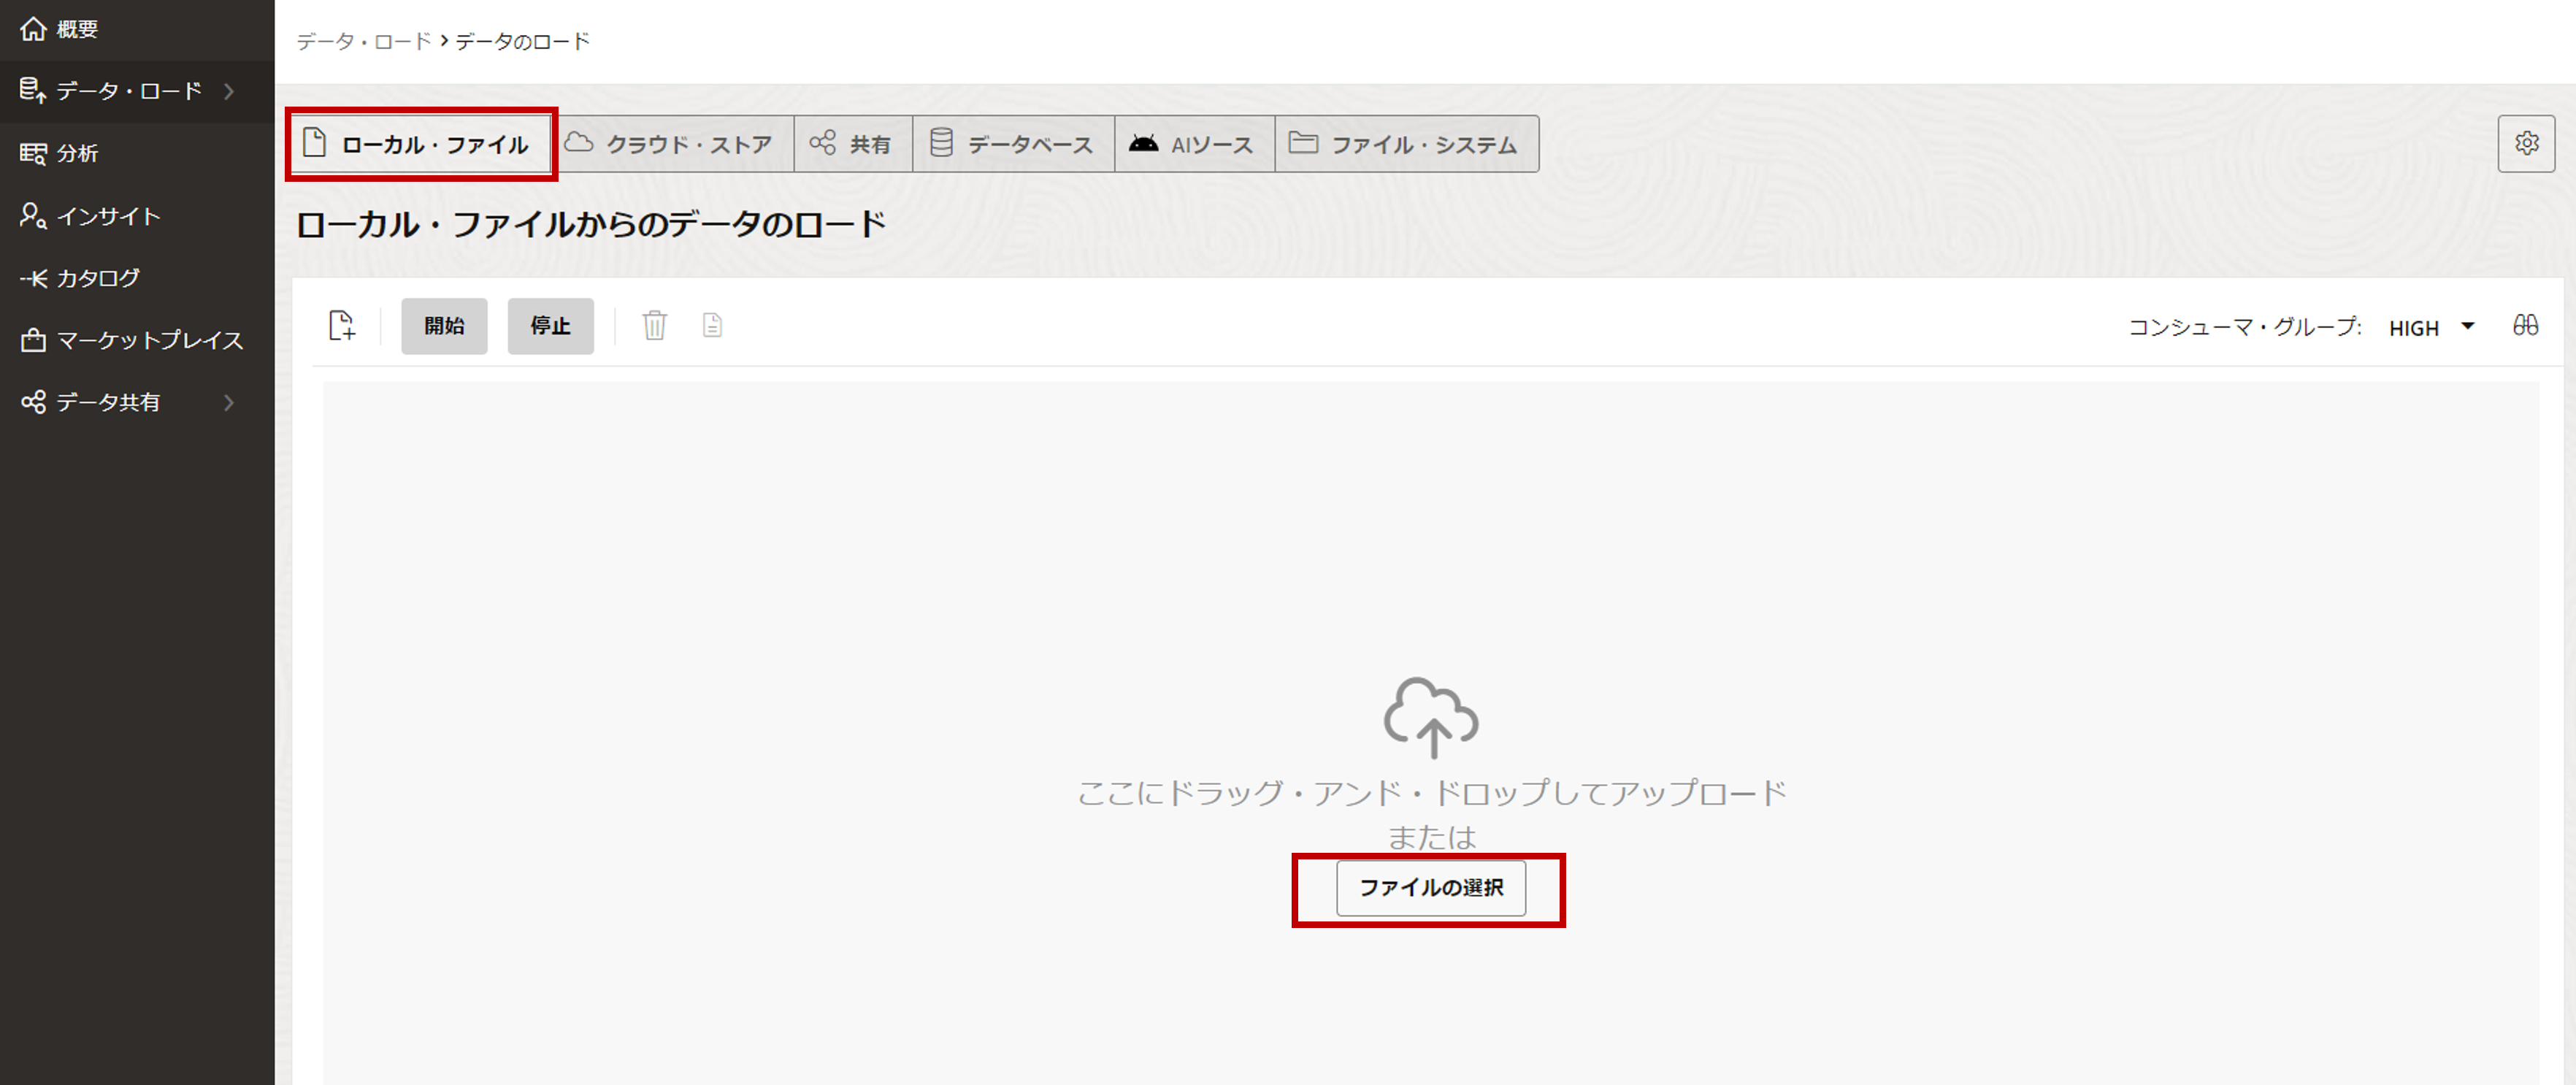 概要
データ・ロード
分析
インサイト
カタログ
マーケットプレイス
データ共有
データ・ロード > データのロード
ローカル・ファイル クラウド・ストア 共有 データベース AIソース ファイル・システム
ローカル・ファイルからのデータのロード
開始 停止 コンシューマ・グループ: HIGH
ここにドラッグ・アンド・ドロップしてアップロード
または
ファイルの選択